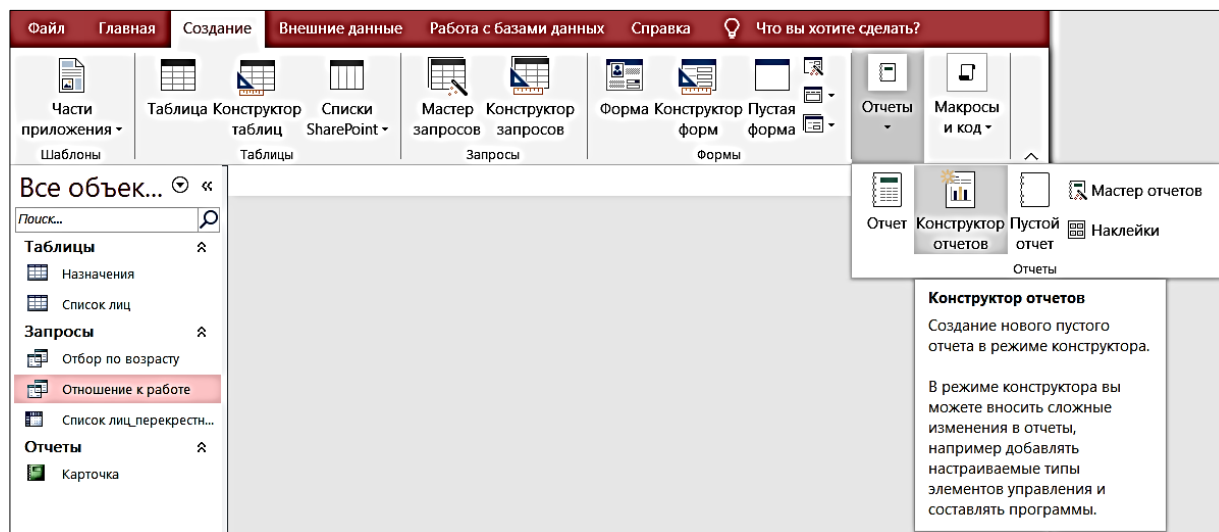 Файл Главная Создание Внешние данные Работа с базами данных Справка Что вы хотите сделать?
Части приложения
Шаблоны
Таблица
Конструктор таблиц
Списки SharePoint
Таблицы
Мастер запросов
Конструктор запросов
Запросы
Форма
Конструктор форм
Пустая форма
Формы
Отчеты
Макросы и код
Все объек...
Поиск...
Таблицы
Назначения
Список лиц
Запросы
Отбор по возрасту
Отношение к работе
Список лиц_перекрестн...
Отчеты
Карточка
Отчет
Конструктор отчетов
Пустой отчет
Мастер отчетов
Наклейки
Отчеты
Конструктор отчетов
Создание нового пустого
отчета в режиме конструктора.
В режиме конструктора вы
можете вносить сложные
изменения в отчеты,
например добавлять
настраиваемые типы
элементов управления и
составлять программы.